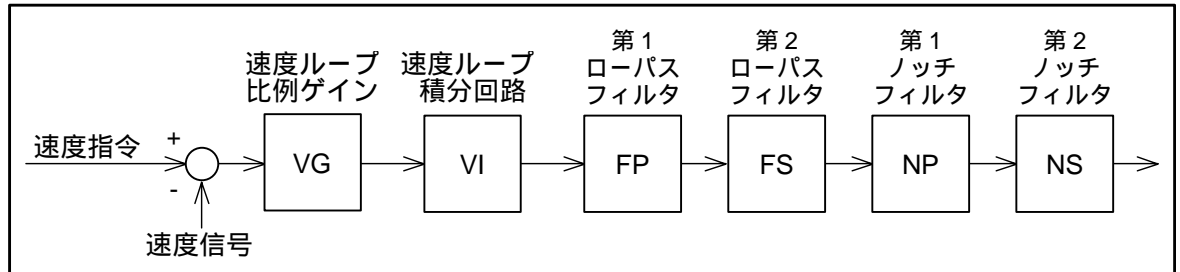 速度指令
+
-
速度信号
速度ループ
比例ゲイン
VG
速度ループ
積分回路
VI
第1
ローパス
フィルタ
FP
第2
ローパス
フィルタ
FS
第1
ノッチ
フィルタ
NP
第2
ノッチ
フィルタ
NS